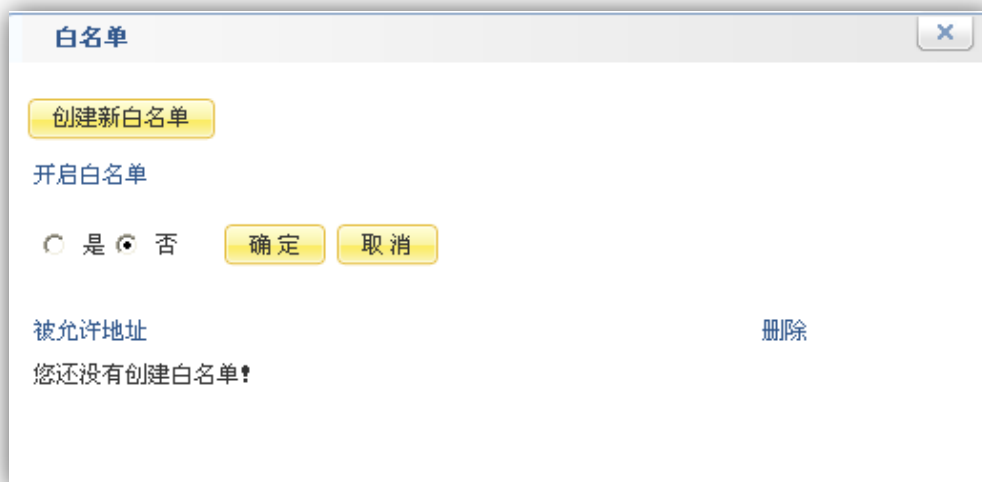 白名单
创建新白名单
开启白名单
是 否 确定 取消
被允许地址 删除
您还没有创建白名单!